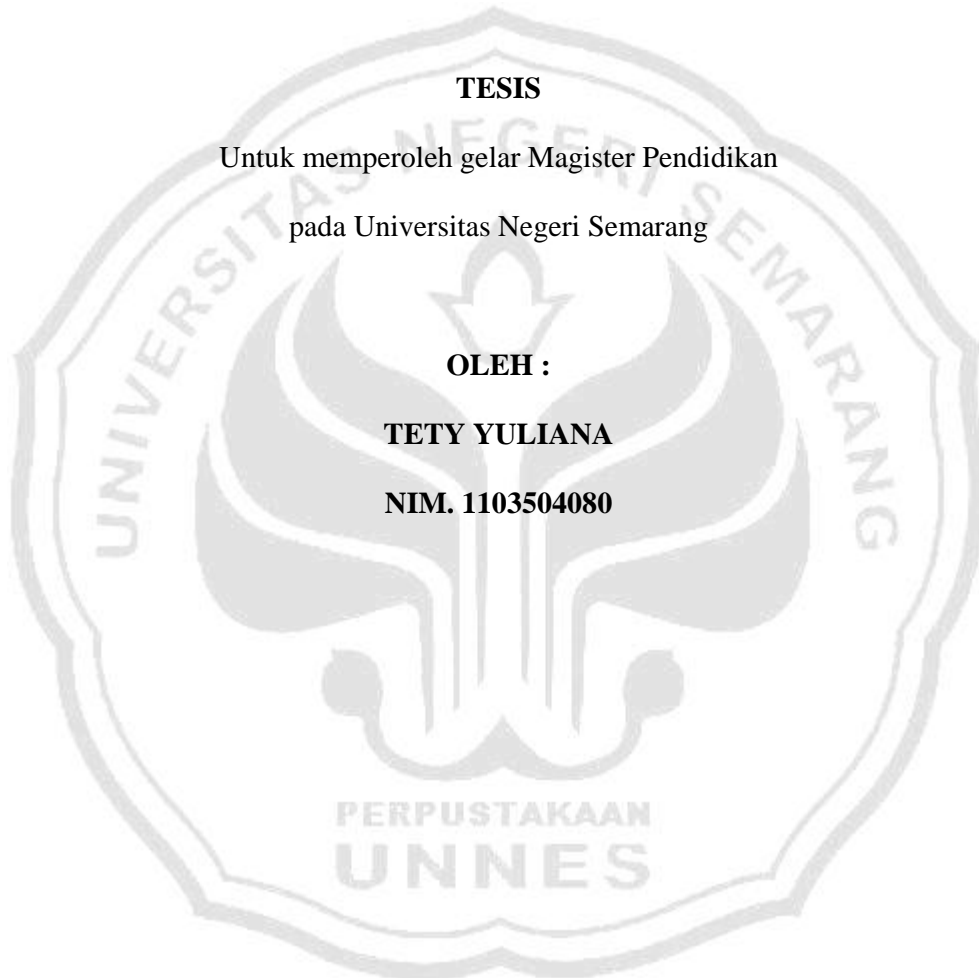 TESIS
Untuk memperoleh gelar Magister Pendidikan
pada Universitas Negeri Semarang
OLEH :
TETY YULIANA
NIM. 1103504080
UNIVERSITAS NEGERI SEMARANG
PERPUSTAKAAN
UNNES